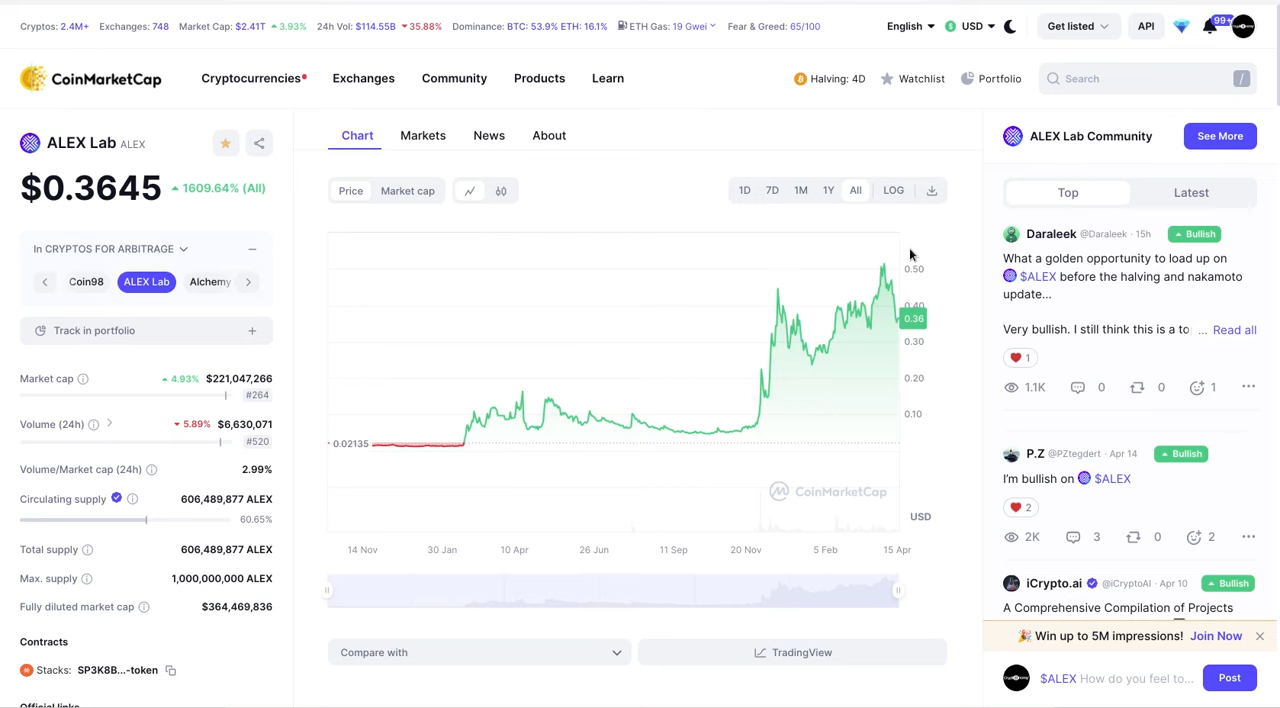 Cryptos: 2.4M+ Exchanges: 748 Market Cap: $2.41T 3.93% 24h Vol: $114.55B 35.88% Dominance: BTC: 53.9% ETH: 16.1% ETH Gas: 19 Gwei Fear & Greed: 65/100 English USD Get listed API 99+
CoinMarketCap Cryptocurrencies Exchanges Community Products Learn Halving: 4D Watchlist Portfolio Search /
ALEX Lab ALEX
$0.3645 1609.64% (All)
In CRYPTOS FOR ARBITRAGE
Coin98 ALEX Lab Alchemy
Track in portfolio
Market cap 4.93% $221,047,266
#264
Volume (24h) 5.89% $6,630,071
#520
Volume/Market cap (24h) 2.99%
Circulating supply 606,489,877 ALEX
60.65%
Total supply 606,489,877 ALEX
Max. supply 1,000,000,000 ALEX
Fully diluted market cap $364,469,836
Contracts
Stacks: SP3K8B...-token
Official links
Chart Markets News About
Price Market cap 1D 7D 1M 1Y All LOG
0.50
0.40
0.36
0.30
0.20
0.10
0.02135
CoinMarketCap
USD
14 Nov 30 Jan 10 Apr 26 Jun 11 Sep 20 Nov 5 Feb 15 Apr
Compare with TradingView
ALEX Lab Community See More
Top Latest
Daraleek @Daraleek · 15h Bullish
What a golden opportunity to load up on
$ALEX before the halving and nakamoto
update...
Very bullish. I still think this is a to ... Read all
1
1.1K 0 0 1
P.Z @PZtegdert · Apr 14 Bullish
I'm bullish on $ALEX
2
2K 3 0 2
iCrypto.ai @iCryptoAI · Apr 10 Bullish
A Comprehensive Compilation of Projects
Win up to 5M impressions! Join Now
$ALEX How do you feel to... Post